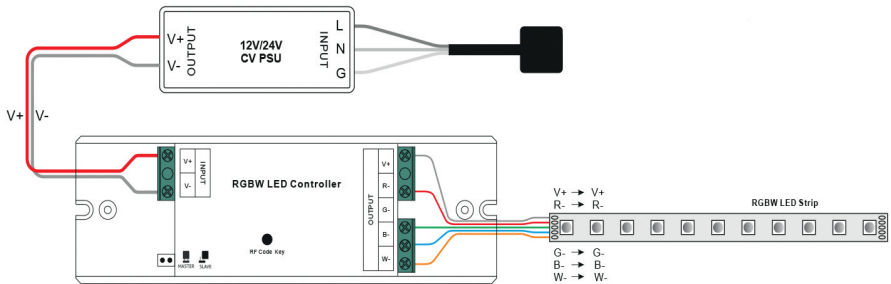 V+
V-
OUTPUT
12V/24V
CV PSU
INPUT
L
N
G
V+
V-
V+
V-
INPUT
RGBW LED Controller
RF Code Key
MASTER
SLAVE
OUTPUT
V+
R-
G-
B-
W-
V+ → V+
R- → R-
RGBW LED Strip
G- → G-
B- → B-
W- → W-